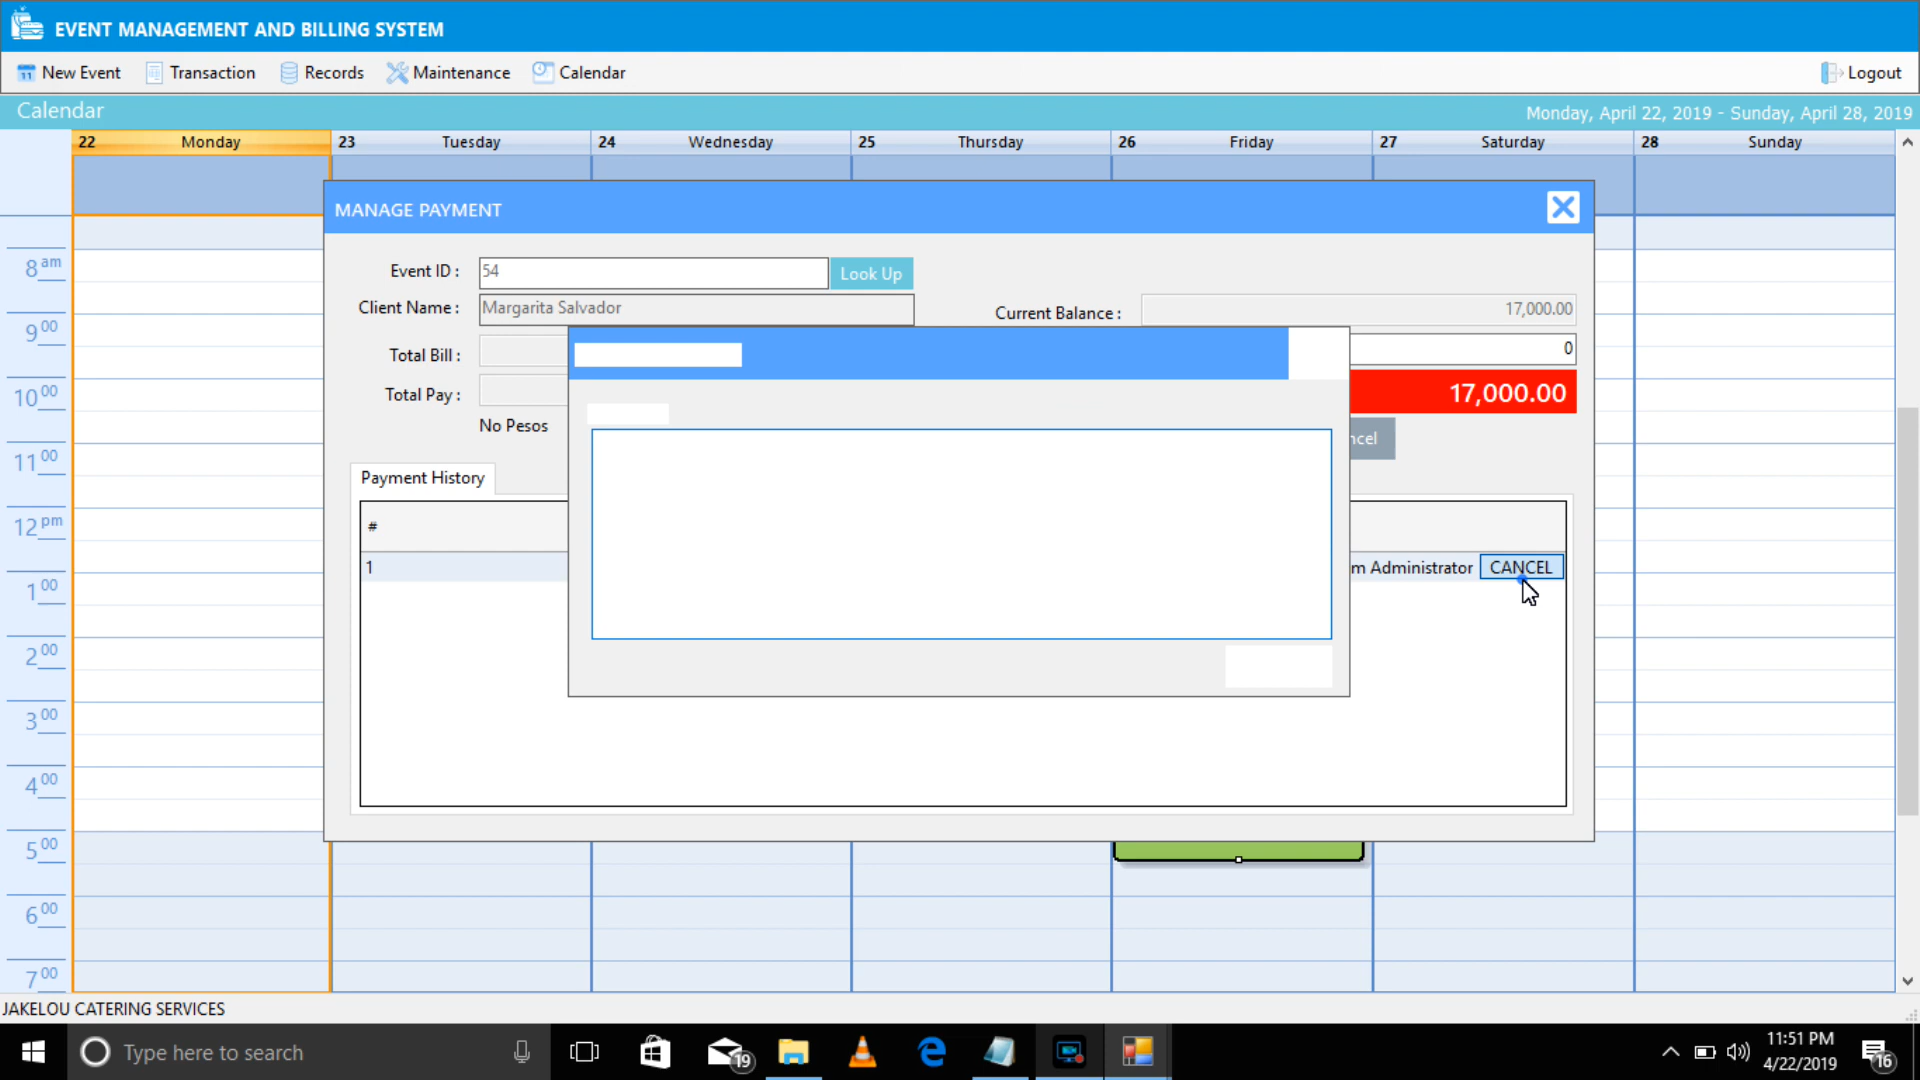 EVENT MANAGEMENT AND BILLING SYSTEM
New Event Transaction Records Maintenance Calendar Logout
Calendar Monday, April 22, 2019 - Sunday, April 28, 2019
22 Monday 23 Tuesday 24 Wednesday 25 Thursday 26 Friday 27 Saturday 28 Sunday
MANAGE PAYMENT
8 am
9 00
10 00
11 00
12 pm
1 00
2 00
3 00
4 00
5 00
6 00
7 00
Event ID : 54 Look Up
Client Name : Margarita Salvador Current Balance : 17,000.00
Total Bill : 0
Total Pay : 17,000.00
No Pesos ncel
Payment History
#
1 m Administrator CANCEL
JAKELOU CATERING SERVICES
Type here to search 19 11:51 PM
4/22/2019 16